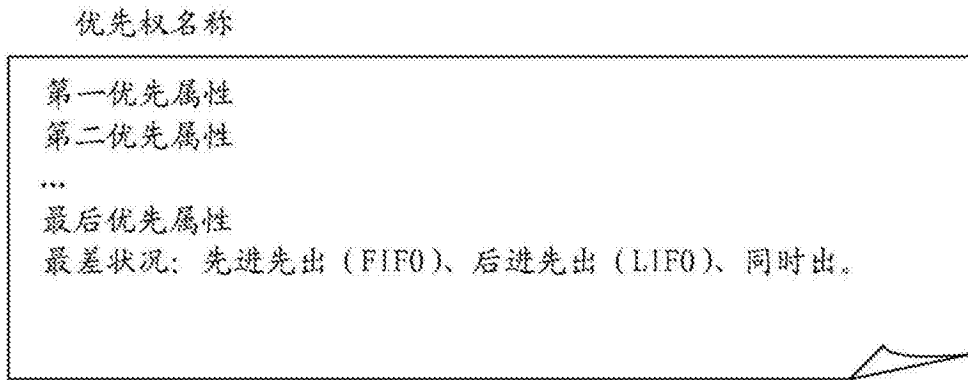 优先权名称
第一优先属性
第二优先属性
...
最后优先属性
最差状况：先进先出（FIFO）、后进先出（LIFO）、同时出。